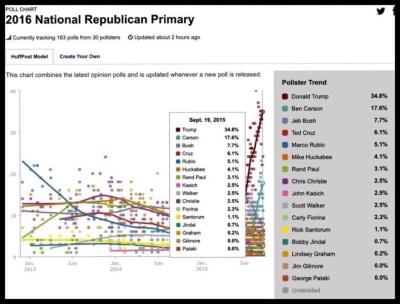 POLL CHART
2016 National Republican Primary
Currently tracking 163 polls from 30 pollsters Updated about 2 hours ago
HuffPost Model Create Your Own
This chart combines the latest opinion polls and is updated whenever a new poll is released.
Pollster Trend
Donald Trump 34.8%
Ben Carson 17.6%
Jeb Bush 7.7%
Ted Cruz 6.1%
Marco Rubio 5.1%
Mike Huckabee 4.1%
Rand Paul 3.1%
Chris Christie 2.5%
John Kasich 2.5%
Scott Walker 2.5%
Carly Fiorina 2.3%
Rick Santorum 1.1%
Bobby Jindal 0.7%
Lindsey Graham 0.2%
Jim Gilmore 0.0%
George Pataki 0.0%
Undecided
Sept. 19, 2015
Trump 34.8%
Carson 17.6%
Bush 7.7%
Cruz 6.1%
Rubio 5.1%
Huckabee 4.1%
Rand Paul 3.1%
Kasich 2.5%
Walker 2.5%
Christie 2.5%
Fiorina 2.3%
Santorum 1.1%
Jindal 0.7%
Graham 0.2%
Gilmore 0.0%
Pataki 0.0%
40
30
20
10
0
Jan, 2013
July
Jan, 2014
July
July